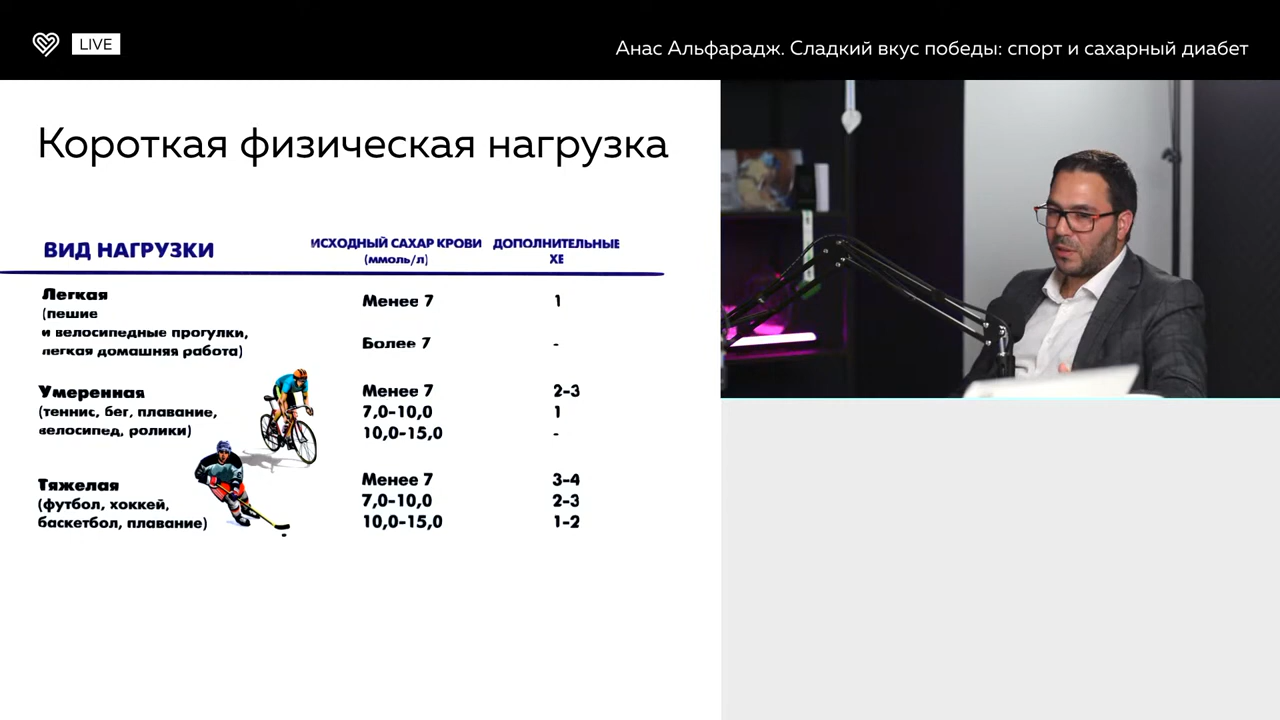 LIVE
Анас Альфарадж. Сладкий вкус победы: спорт и сахарный диабет
Короткая физическая нагрузка
ВИД НАГРУЗКИ
ИСХОДНЫЙ САХАР КРОВИ
(ммоль/л)
ДОПОЛНИТЕЛЬНЫЕ
ХЕ
Легкая
(пешие
и велосипедные прогулки,
легкая домашняя работа)
Менее 7 1
Более 7 -
Умеренная
(теннис, бег, плавание,
велосипед, ролики)
Менее 7 2-3
7,0-10,0 1
10,0-15,0 -
Тяжелая
(футбол, хоккей,
баскетбол, плавание)
Менее 7 3-4
7,0-10,0 2-3
10,0-15,0 1-2